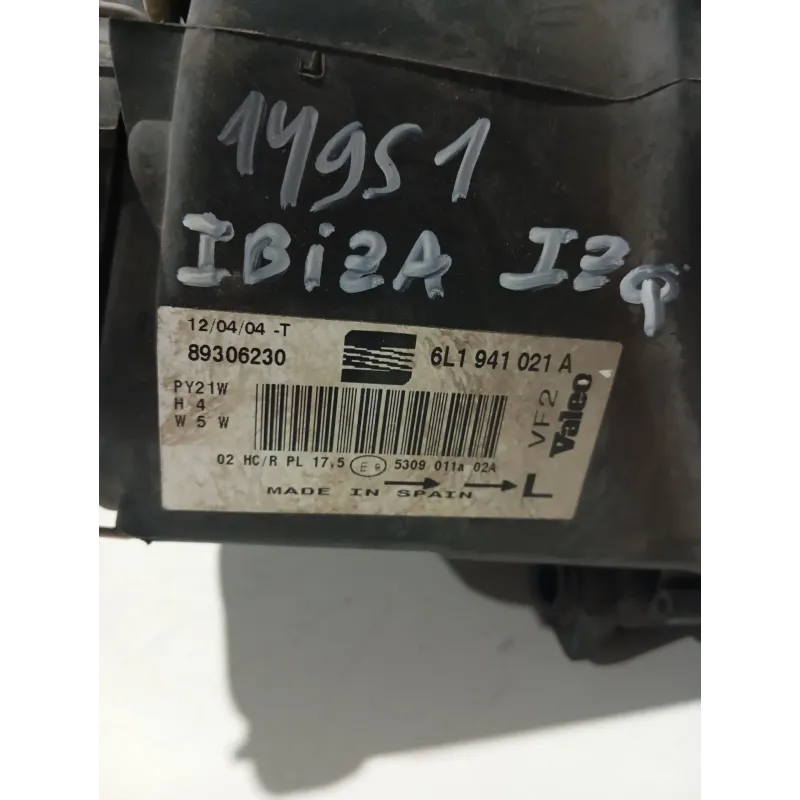 14951
IBiZA IZq
12/04/04 -T
89306230
6L1 941 021 A
PY21W
H 4
W 5 W
VF2
Valeo
02 HC/R PL 17,5 E9 5309 011a 02A
MADE IN SPAIN
L